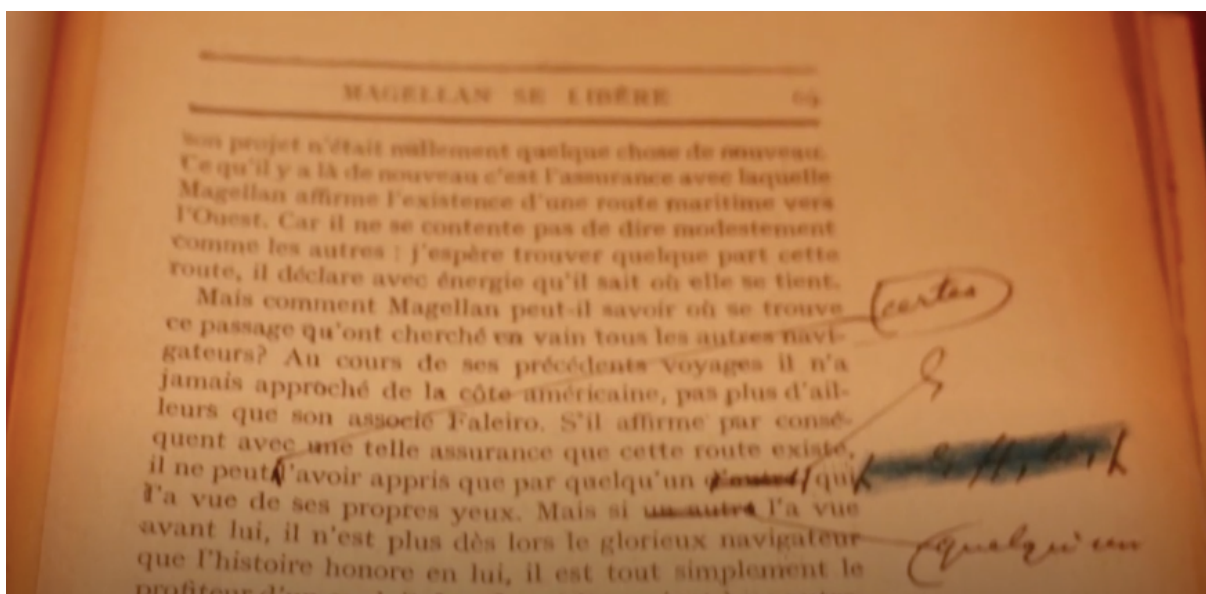 MAGELLAN SE LIBÈRE 69
son projet n'était nullement quelque chose de nouveau.
Ce qu'il y a là de nouveau c'est l'assurance avec laquelle
Magellan affirme l'existence d'une route maritime vers
l'Ouest. Car il ne se contente pas de dire modestement
comme les autres : j'espère trouver quelque part cette
route, il déclare avec énergie qu'il sait où elle se tient.
Mais comment Magellan peut-il savoir où se trouve
certes
ce passage qu'ont cherché en vain tous les autres navi-
gateurs? Au cours de ses précédents voyages il n'a
jamais approché de la côte américaine, pas plus d'ail-
leurs que son associé Faleiro. S'il affirme par consé-
quent avec une telle assurance que cette route existe,
il ne peut l'avoir appris que par quelqu'un d'autre qui
l'a vue de ses propres yeux. Mais si un autre l'a vue
avant lui, il n'est plus dès lors le glorieux navigateur
quelqu'un
que l'histoire honore en lui, il est tout simplement le
profiteur d'un